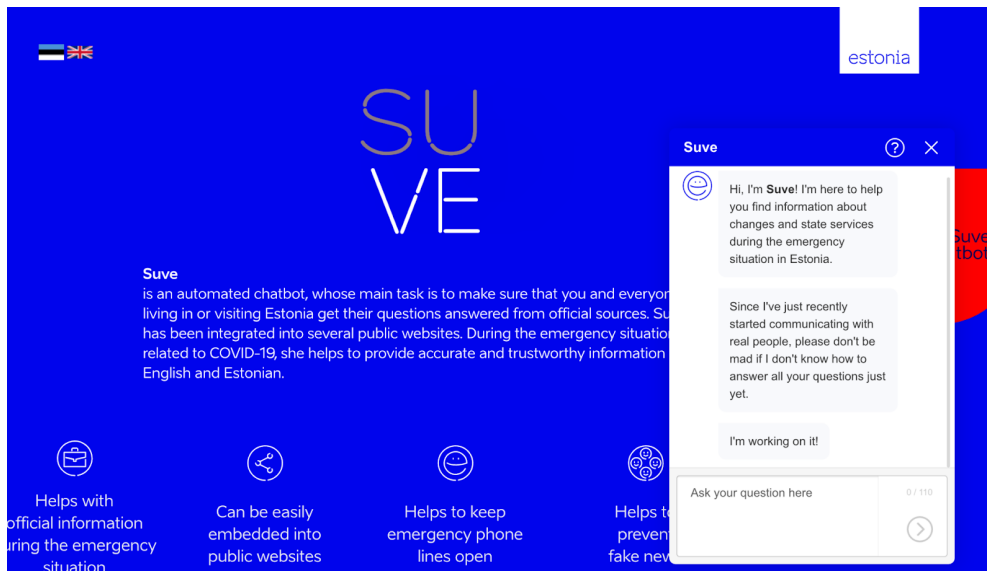 estonia
SU
VE
Suve
is an automated chatbot, whose main task is to make sure that you and
living in or visiting Estonia get their questions answered from official sources.
has been integrated into several public websites. During the emergency
related to COVID-19, she helps to provide accurate and trustworthy information
English and Estonian.
Helps with
official information
during the emergency
situation
Can be easily
embedded into
public websites
Helps to keep
emergency phone
lines open
Helps
fake
Suve
Suve
Hi, I'm Suve! I'm here to help
you find information about
changes and state services
during the emergency
situation in Estonia.
Since I've just recently
started communicating with
real people, please don't be
mad if I don't know how to
answer all your questions just
yet.
I'm working on it!
Ask your question here
0 / 110